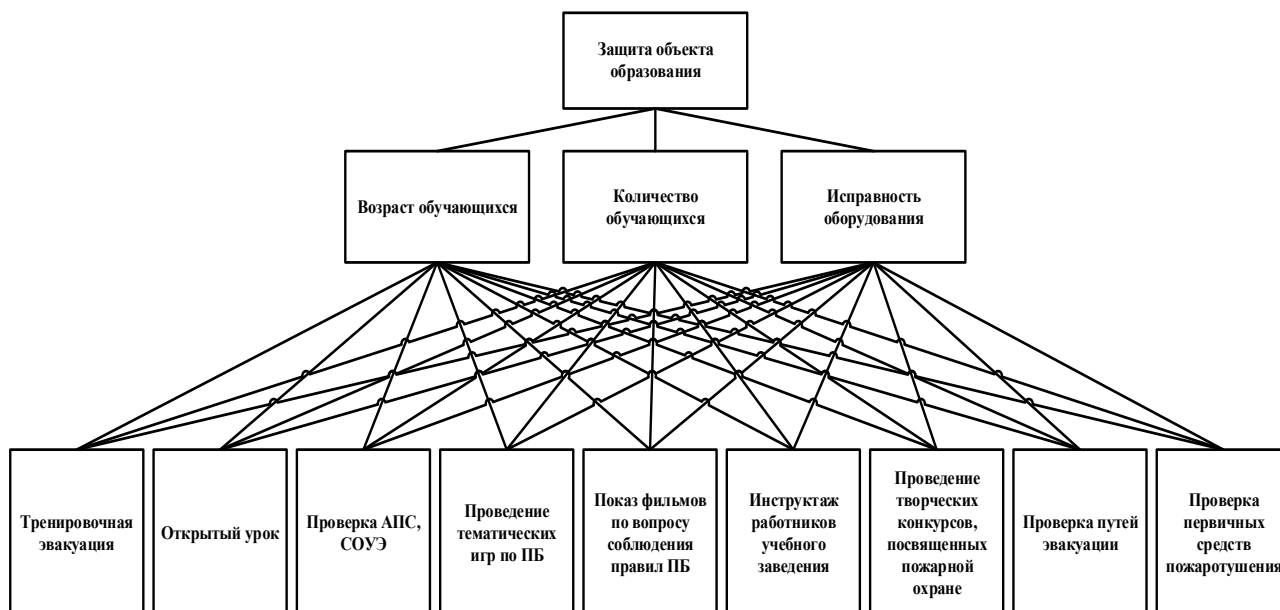 Защита объекта
образования
Возраст обучающихся
Количество
обучающихся
Исправность
оборудования
Тренировочная
эвакуация
Открытый урок
Проверка АПС,
СОУЭ
Проведение
тематических
игр по ПБ
Показ фильмов
по вопросу
соблюдения
правил ПБ
Инструктаж
работников
учебного
заведения
Проведение
творческих
конкурсов,
посвященных
пожарной
охране
Проверка путей
эвакуации
Проверка
первичных
средств
пожаротушения